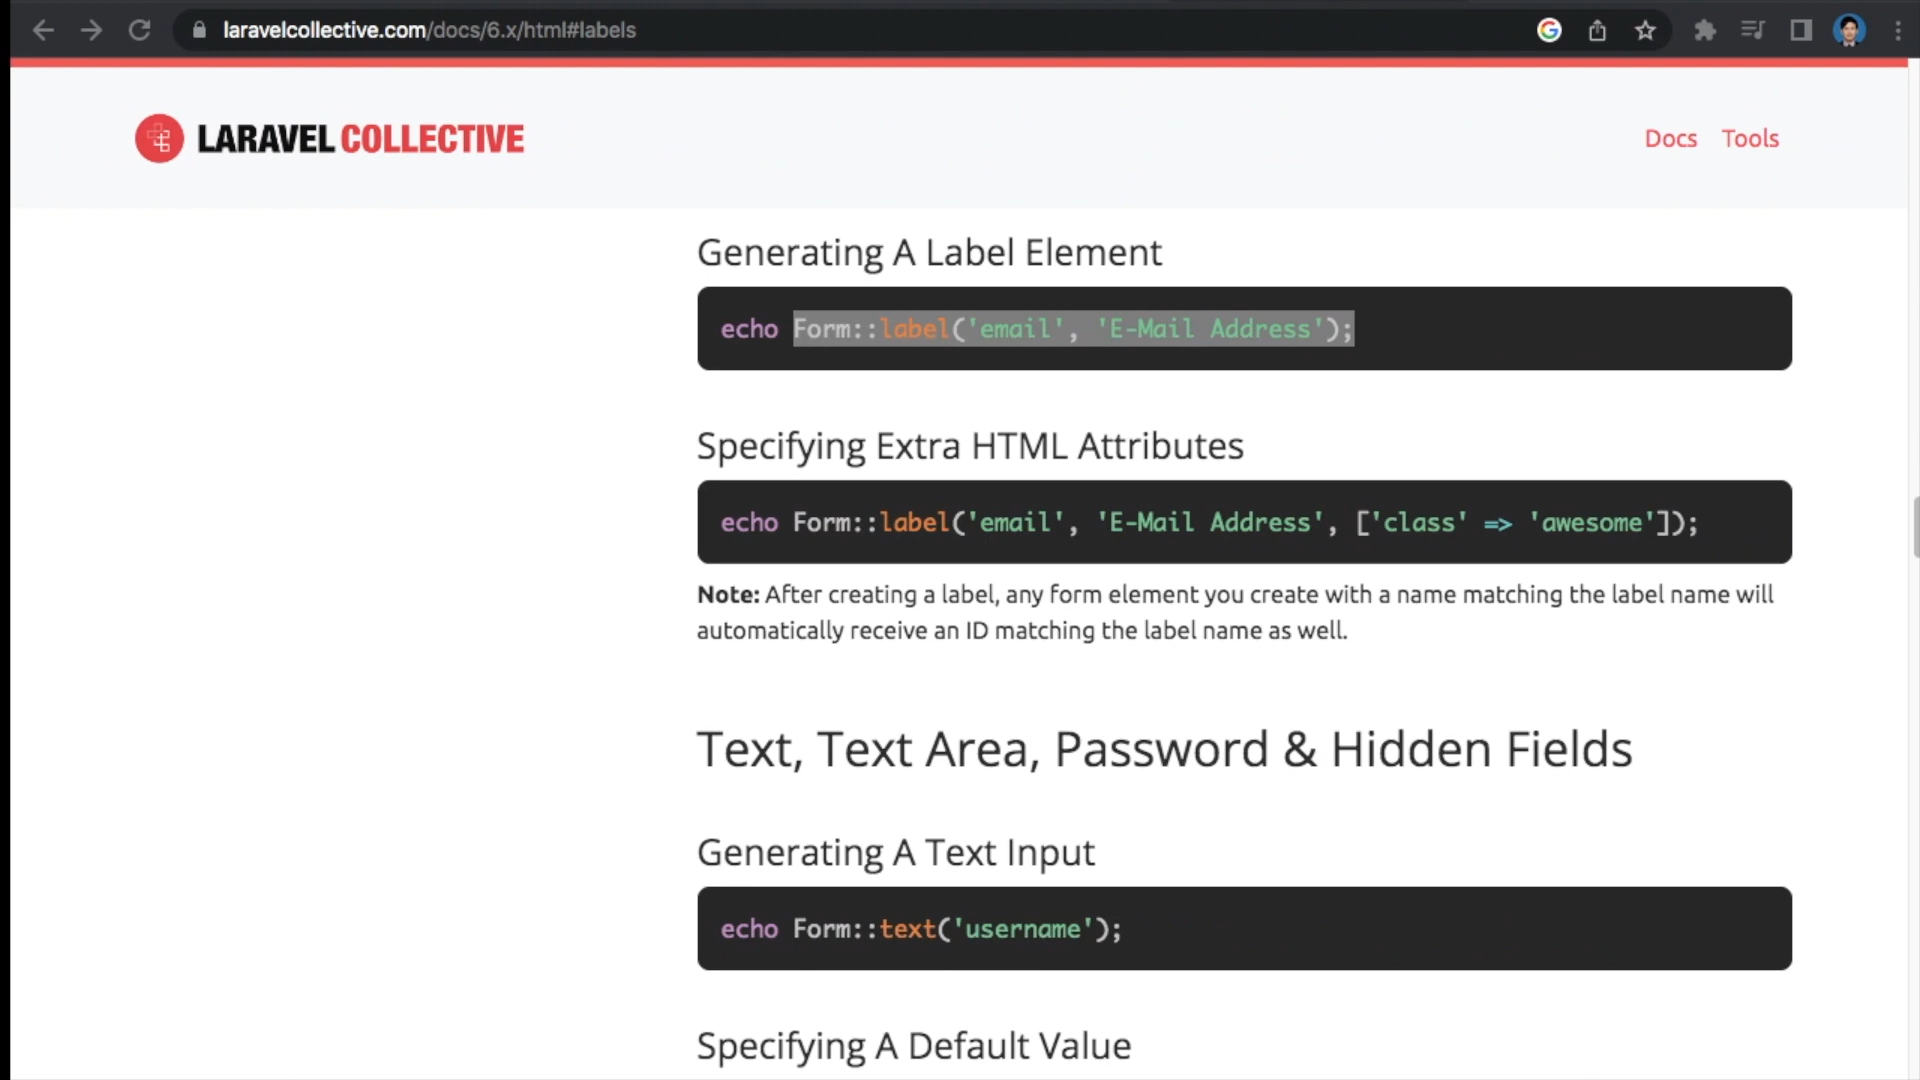 laravelcollective.com/docs/6.x/html#labels
LARAVEL COLLECTIVE
Docs Tools
Generating A Label Element
echo Form::label('email', 'E-Mail Address');
Specifying Extra HTML Attributes
echo Form::label('email', 'E-Mail Address', ['class' => 'awesome']);
Note: After creating a label, any form element you create with a name matching the label name will
automatically receive an ID matching the label name as well.
Text, Text Area, Password & Hidden Fields
Generating A Text Input
echo Form::text('username');
Specifying A Default Value